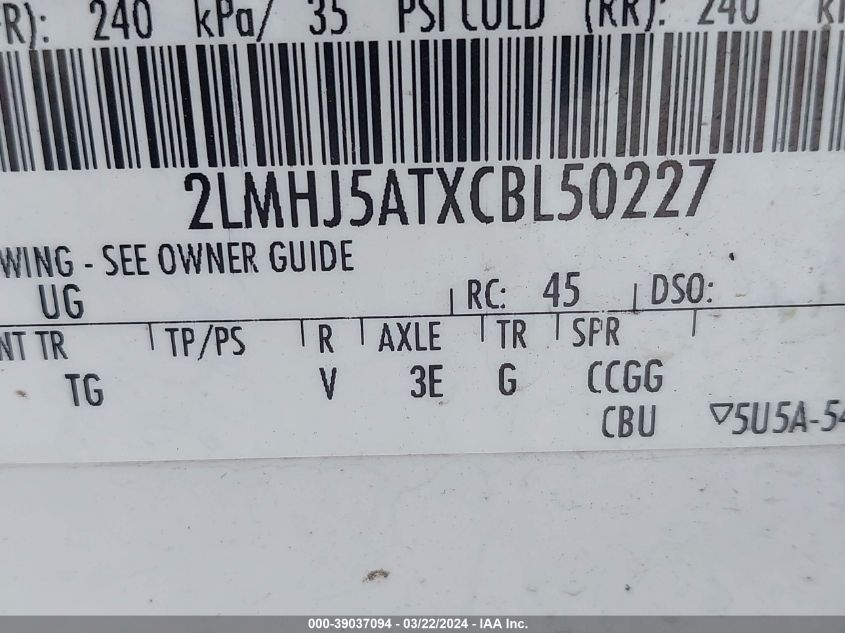 R): 240 kPa/ 35 PSI COLD (RR): 240
2LMHJ5ATXCBL50227
WING - SEE OWNER GUIDE
UG RC: 45 DSO:
NT TR TP/PS R AXLE TR SPR
TG V 3E G CCGG
CBU ▽5U5A-54
000-39037094 - 03/22/2024 - IAA Inc.